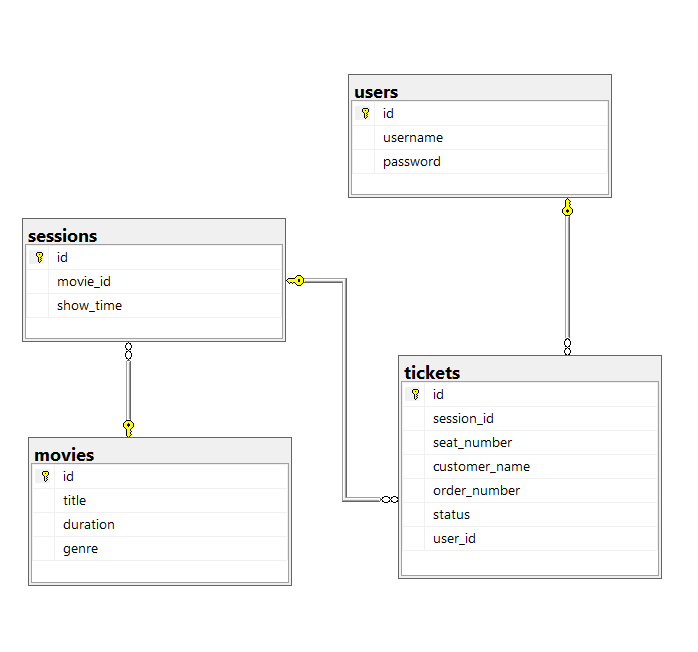 users
id
username
password
sessions
id
movie_id
show_time
tickets
id
session_id
seat_number
customer_name
order_number
status
user_id
movies
id
title
duration
genre